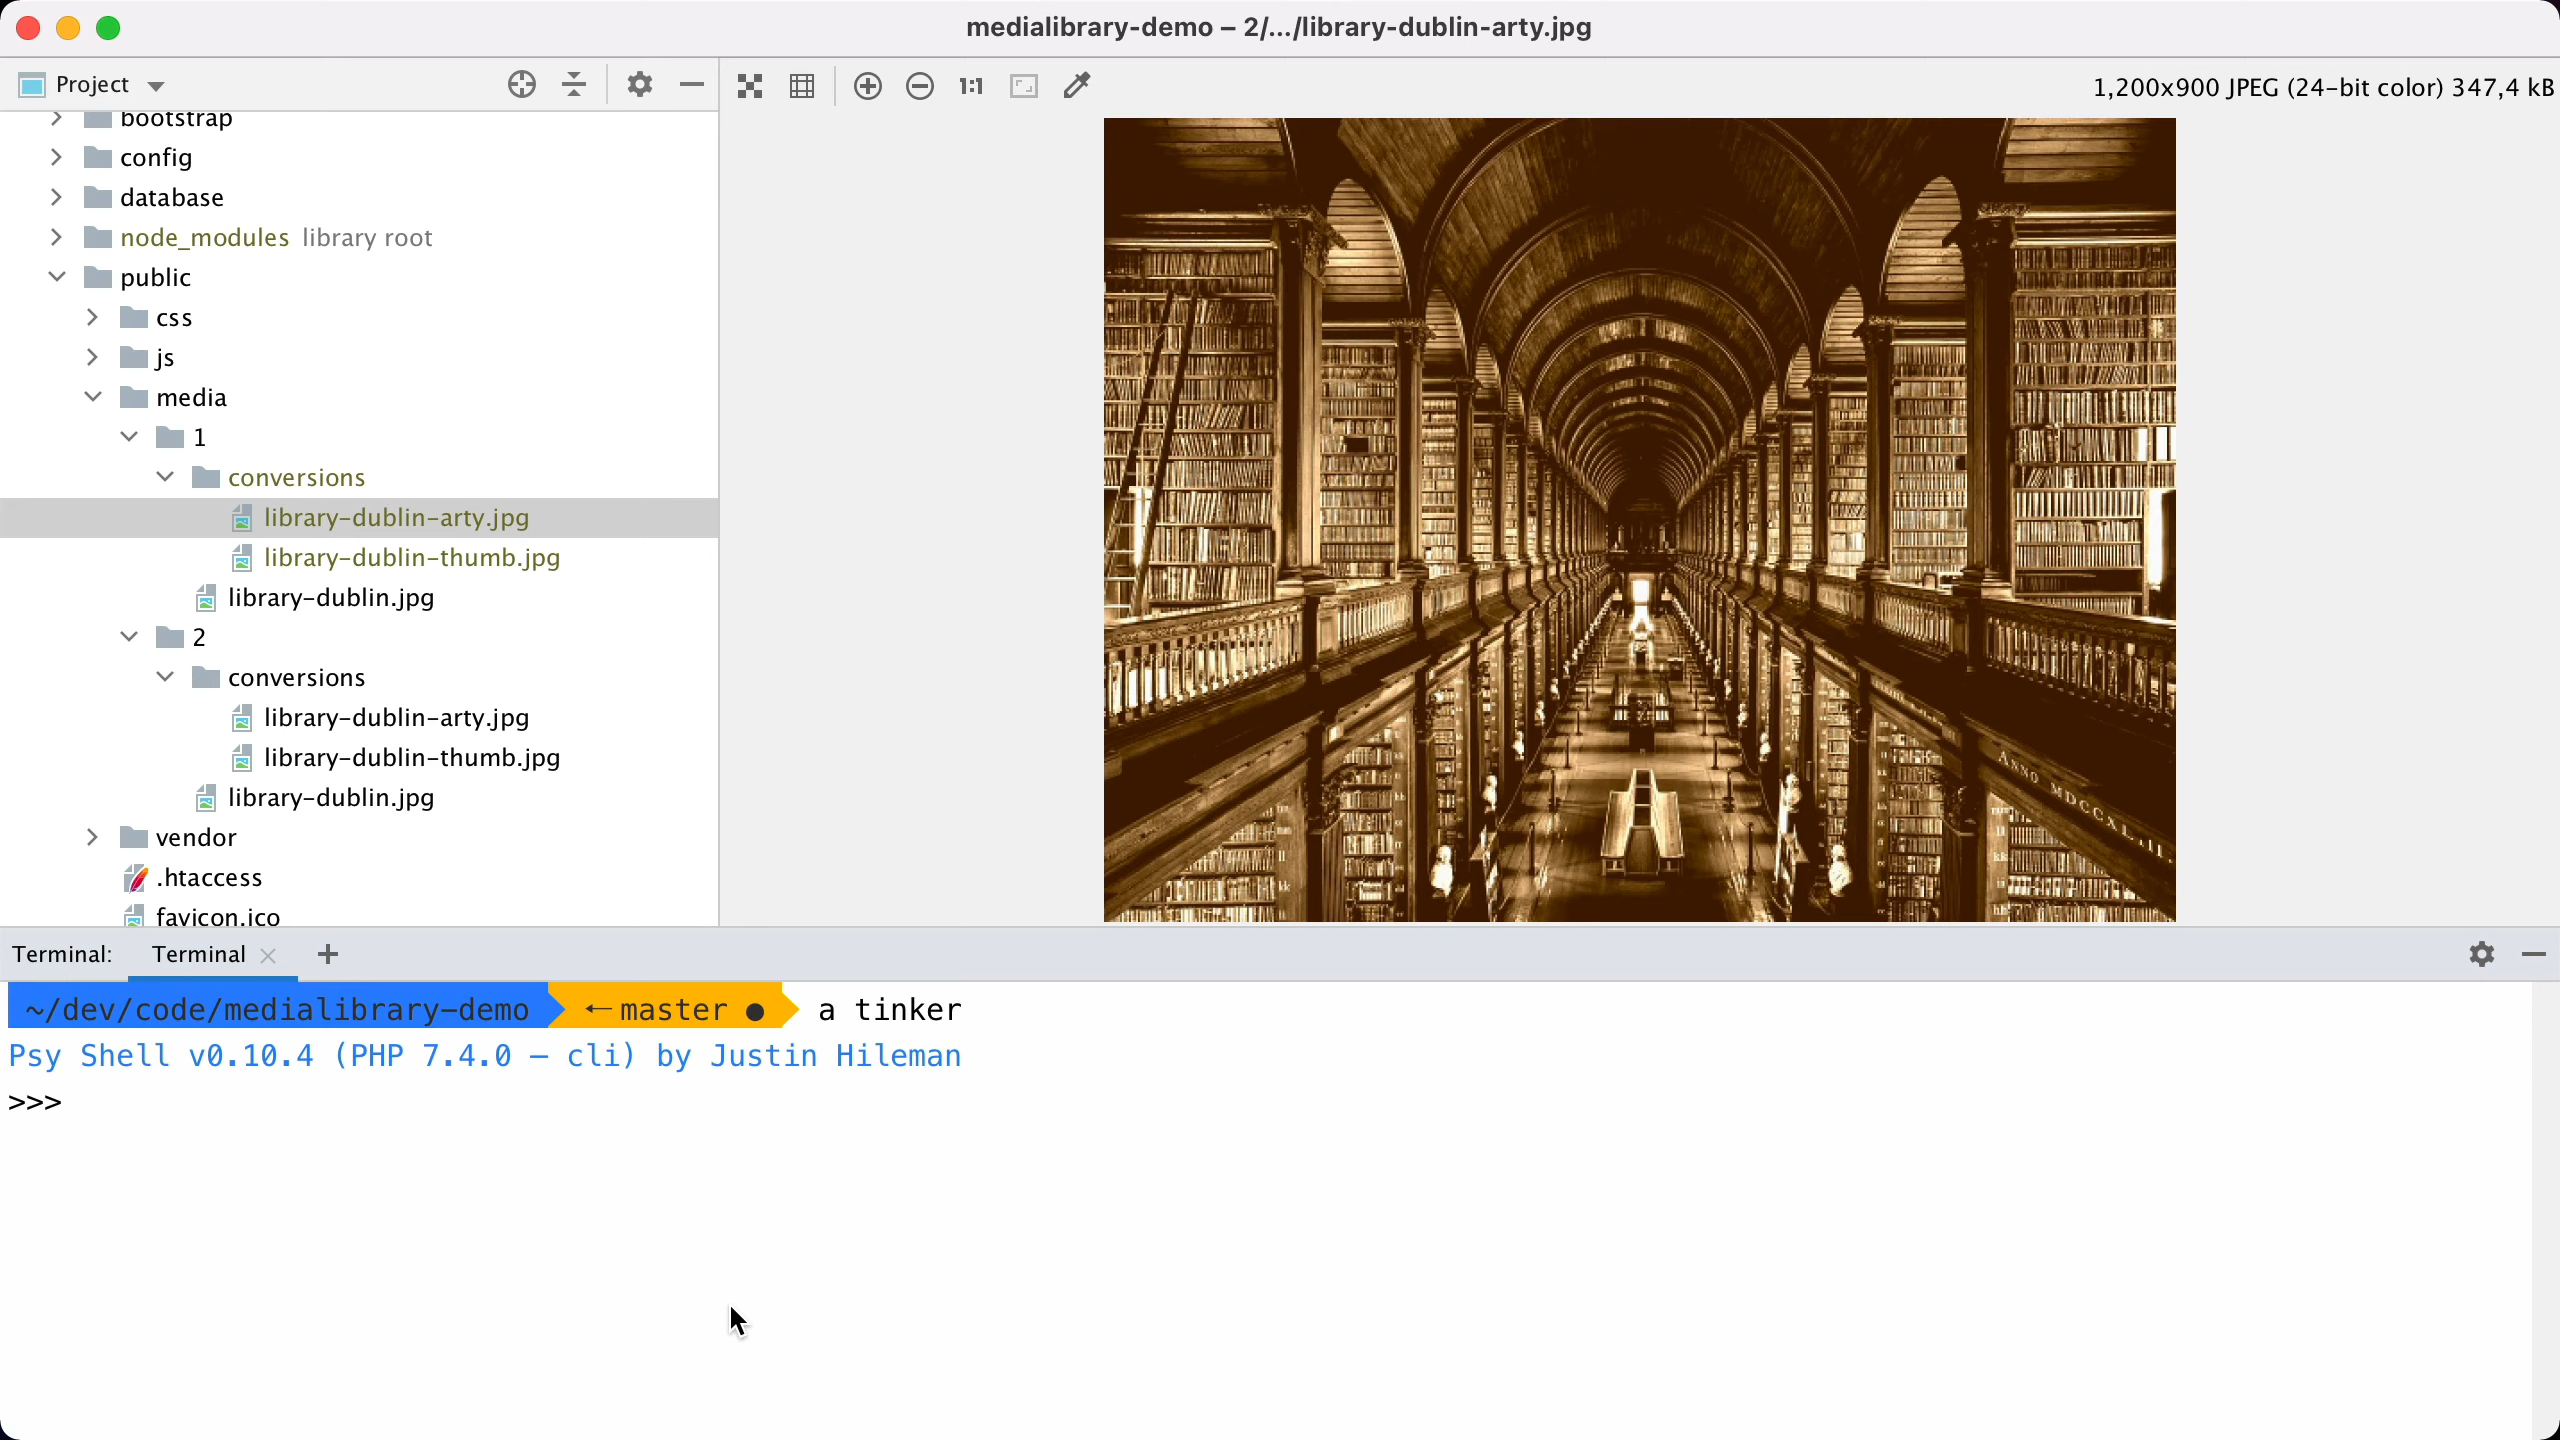 medialibrary-demo – 2/.../library-dublin-arty.jpg
Project
1,200x900 JPEG (24-bit color) 347,4 kB
bootstrap
config
database
node_modules library root
public
css
js
media
1
conversions
library-dublin-arty.jpg
library-dublin-thumb.jpg
library-dublin.jpg
2
conversions
library-dublin-arty.jpg
library-dublin-thumb.jpg
library-dublin.jpg
vendor
.htaccess
favicon.ico
1:1
ANNO MDCCXLII.
Terminal: Terminal
~/dev/code/medialibrary-demo ←master ● a tinker
Psy Shell v0.10.4 (PHP 7.4.0 — cli) by Justin Hileman
>>>